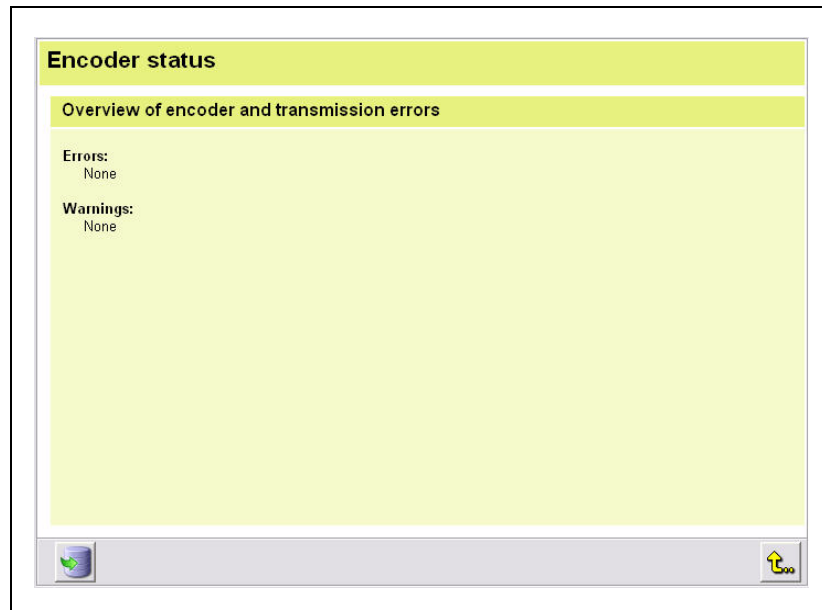 Encoder status
Overview of encoder and transmission errors
Errors:
None
Warnings:
None